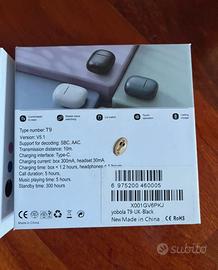 Type number: T9
Version: V5.1
Support for decoding: SBC, AAC.
Transmission distance: 10m.
Charging interface: Type-C.
Charging current: box 300mA, headset 30mA.
Charging time: box < 1.2 hours, headphones < 1.2 hours
Call duration: 5 hours,
Music playing: 5 hours
Standby: 300 hours
Made in China
6 975200 460005
X001GV6PKJ
yobola T9-UK-Black
New Made in China
CE RoHS
Subito